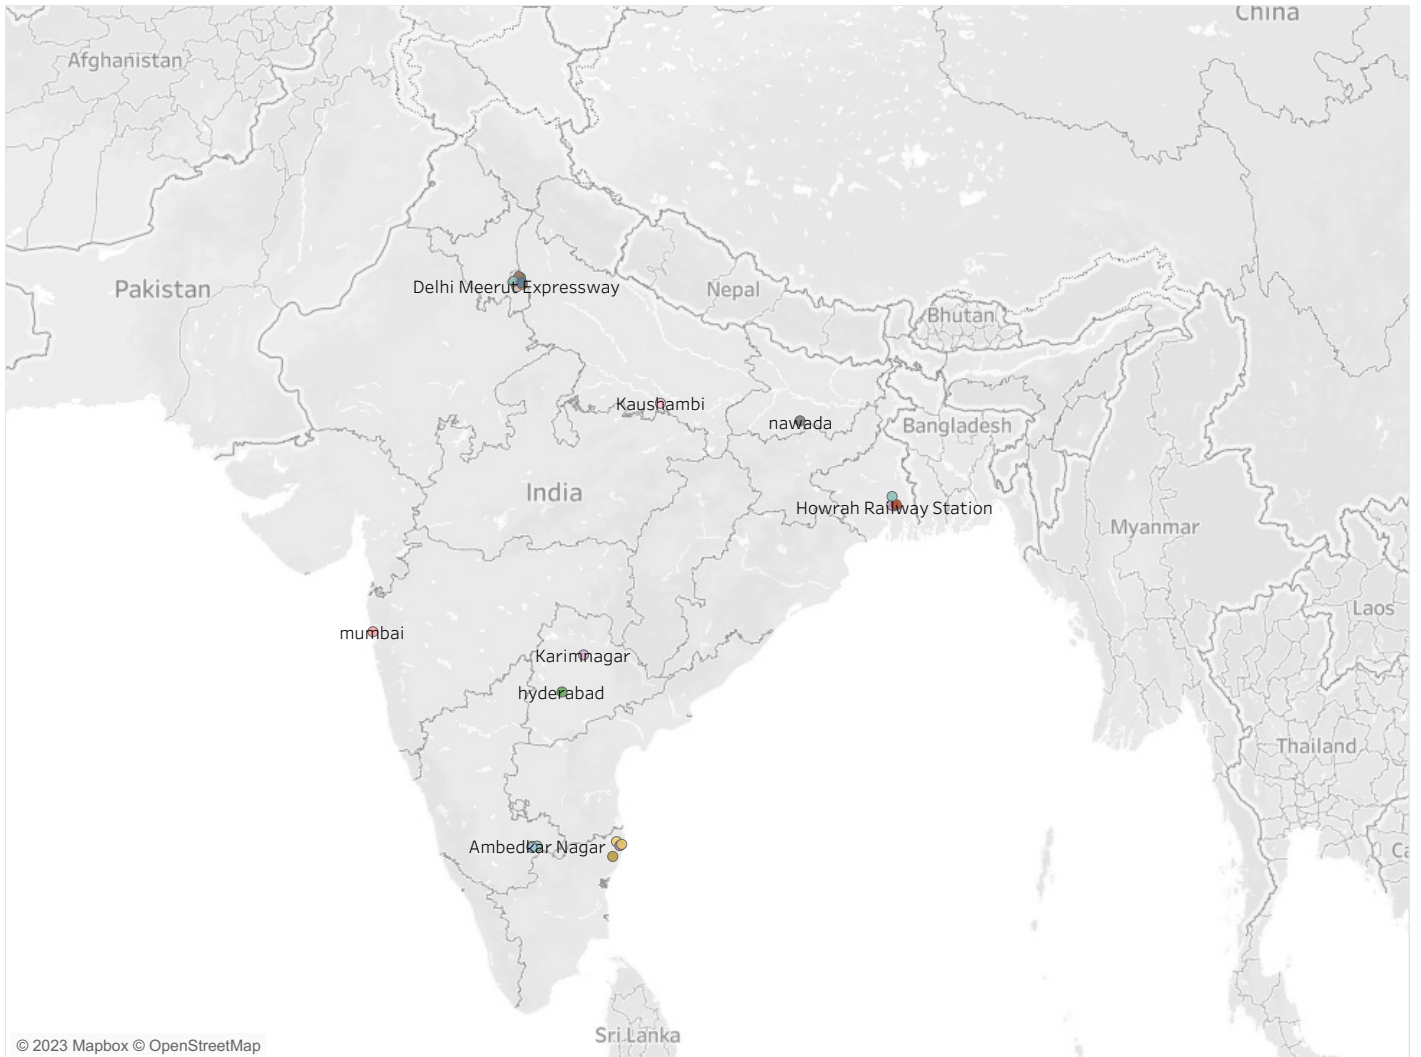 China
Afghanistan
Pakistan
Delhi Meerut Expressway
Nepal
Bhutan
Kaushambi
nawada
Bangladesh
India
Howrah Railway Station
Myanmar
Laos
mumbai
Karimnagar
hyderabad
Thailand
Ambedkar Nagar
Ca
Sri Lanka
© 2023 Mapbox © OpenStreetMap